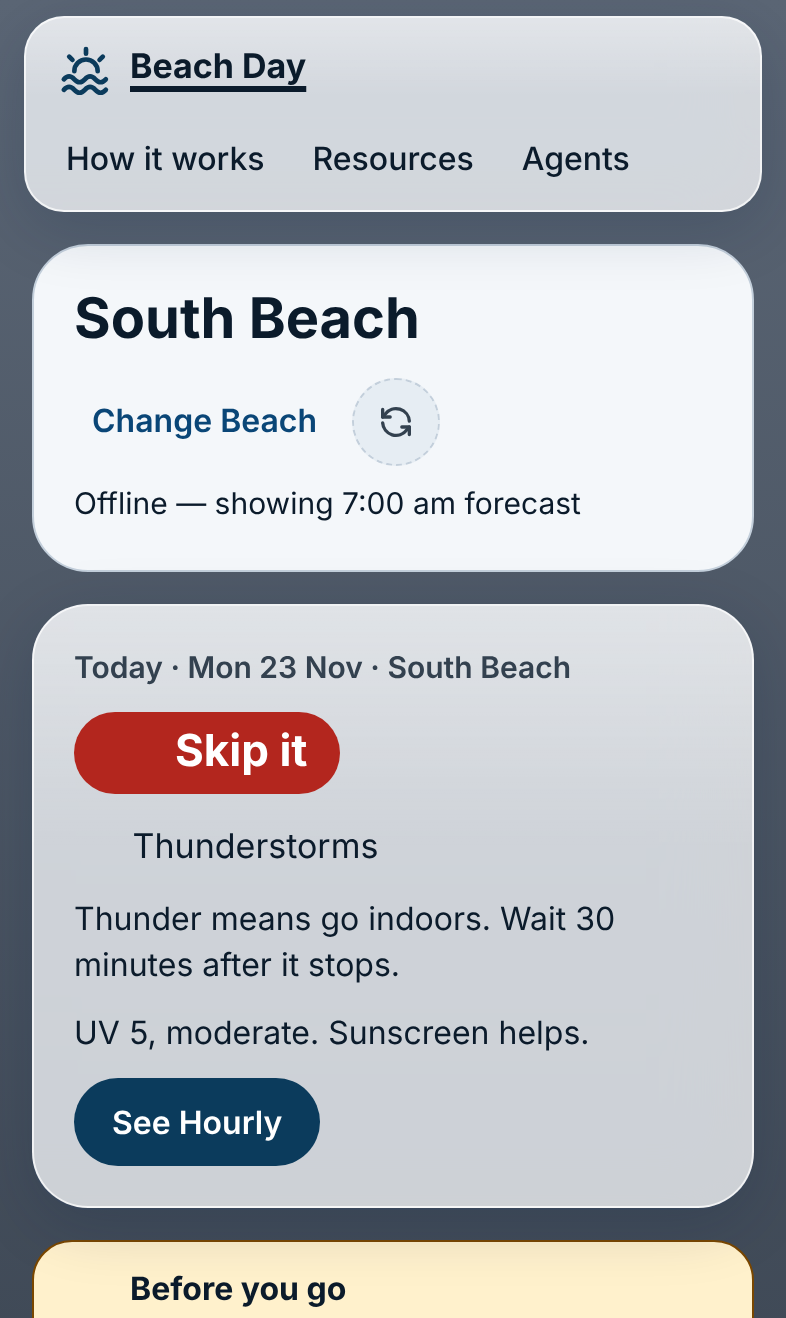 Beach Day
How it works Resources Agents
South Beach
Change Beach
Offline — showing 7:00 am forecast
Today · Mon 23 Nov · South Beach
Skip it
Thunderstorms
Thunder means go indoors. Wait 30
minutes after it stops.
UV 5, moderate. Sunscreen helps.
See Hourly
Before you go